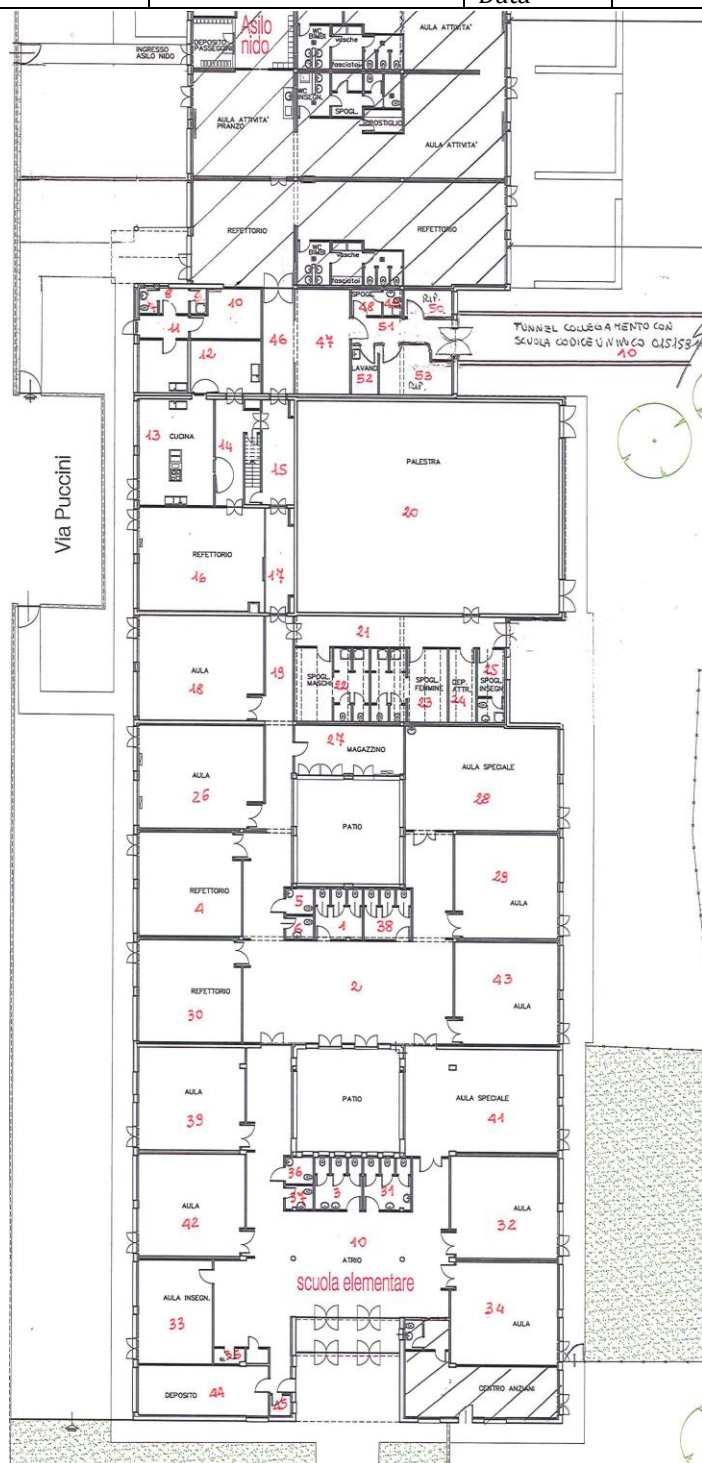 Data
Asilo
nido
DEPOSITO
PASSEGGINI
INGRESSO
ASILO NIDO
WC
BIMBI
vasche
fasciatoi
AULA ATTIVITA'
AULA ATTIVITA'
PRANZO
WC
INSEGN.
SPOGL.
AULA ATTIVITA'
REFETTORIO
REFETTORIO
WC
BIMBI
vasche
fasciatoi
7
8
10
11
12
46
47
SPOGL.
48
51
RIP.
50
LAVAND
52
53
RIP.
TUNNEL COLLEGAMENTO CON
SCUOLA CODICE UNIVOCO
10
Via Puccini
13
CUCINA
14
15
PALESTRA
20
REFETTORIO
16
17
AULA
18
19
21
SPOGL.
MASCHI
22
SPOGL.
FEMMINE
23
DEP.
ATTR.
24
25
SPOGL.
INSEGN
27
MAGAZZINO
AULA
26
AULA SPECIALE
28
PATIO
REFETTORIO
4
5
6
1
38
29
AULA
REFETTORIO
30
2
43
AULA
AULA
39
PATIO
AULA SPECIALE
41
36
37
3
31
AULA
42
AULA
32
10
ATRIO
scuola elementare
AULA INSEGN.
33
34
AULA
35
DEPOSITO
44
45
CENTRO ANZIANI